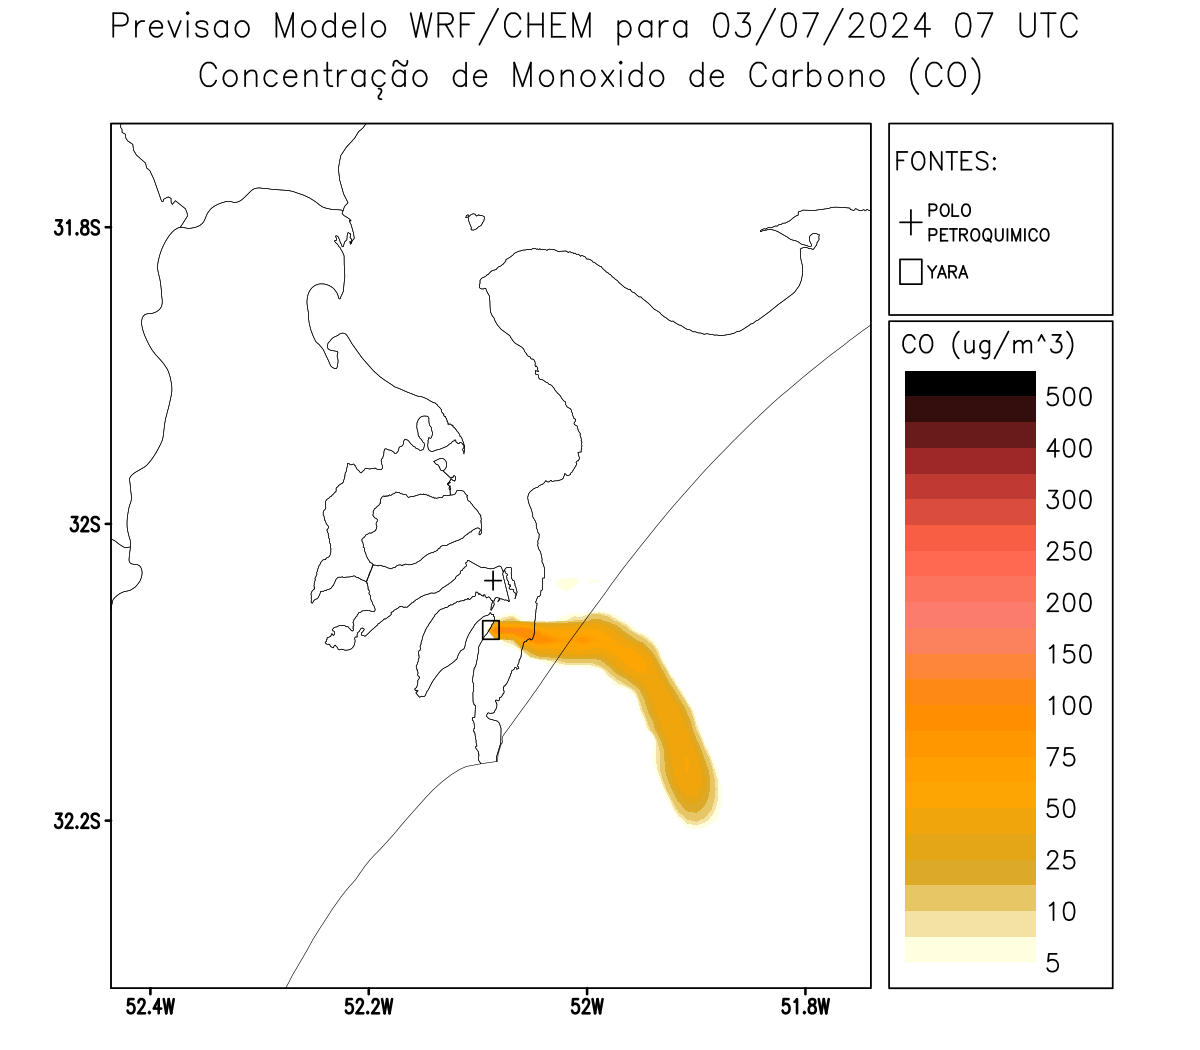 Previsao Modelo WRF/CHEM para 03/07/2024 07 UTC
Concentração de Monoxido de Carbono (CO)
FONTES:
POLO
PETROQUIMICO
YARA
CO (ug/m^3)
500
400
300
250
200
150
100
75
50
25
10
5
31.8S
32S
32.2S
52.4W
52.2W
52W
51.8W